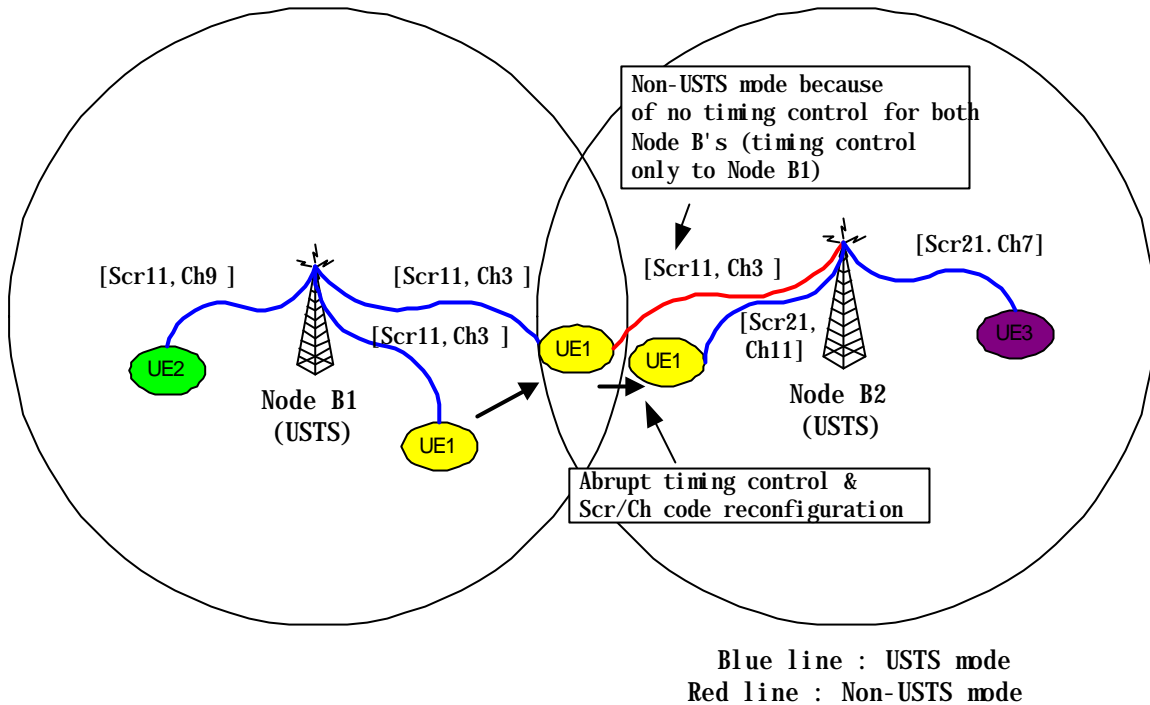 Non-USTS mode because
of no timing control for both
Node B's (timing control
only to Node B1)
[Scr11,Ch9 ]
[Scr11,Ch3 ]
[Scr11,Ch3 ]
[Scr21.Ch7]
[Scr11,Ch3 ]
[Scr21,
Ch11]
UE2
UE1
UE1
UE3
Node B1
(USTS)
Node B2
(USTS)
UE1
Abrupt timing control &
Scr/Ch code reconfiguration
Blue line : USTS mode
Red line : Non-USTS mode